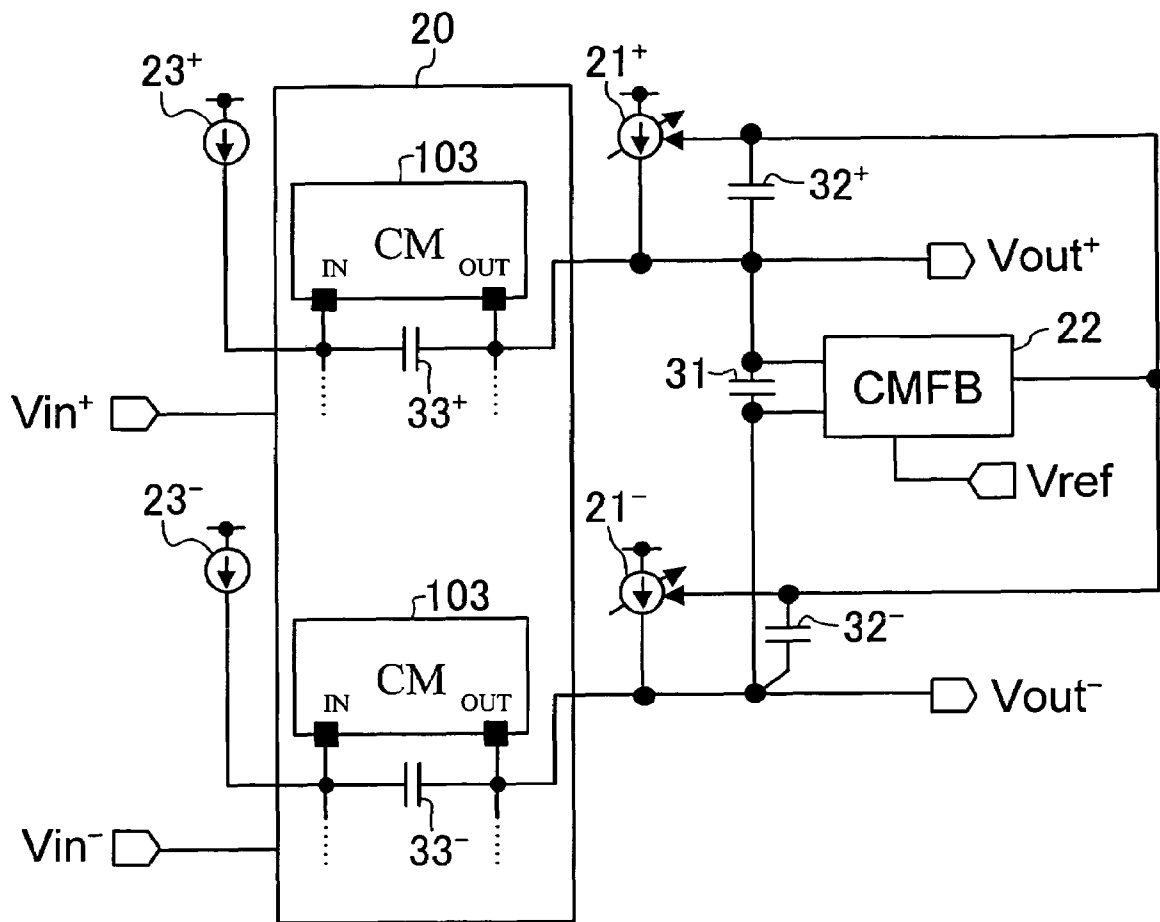 20
23⁺
21⁺
103
CM
IN OUT
32⁺
Vout⁺
22
31
CMFB
33⁺
Vin⁺
Vref
23⁻
21⁻
103
CM
IN OUT
32⁻
Vout⁻
33⁻
Vin⁻